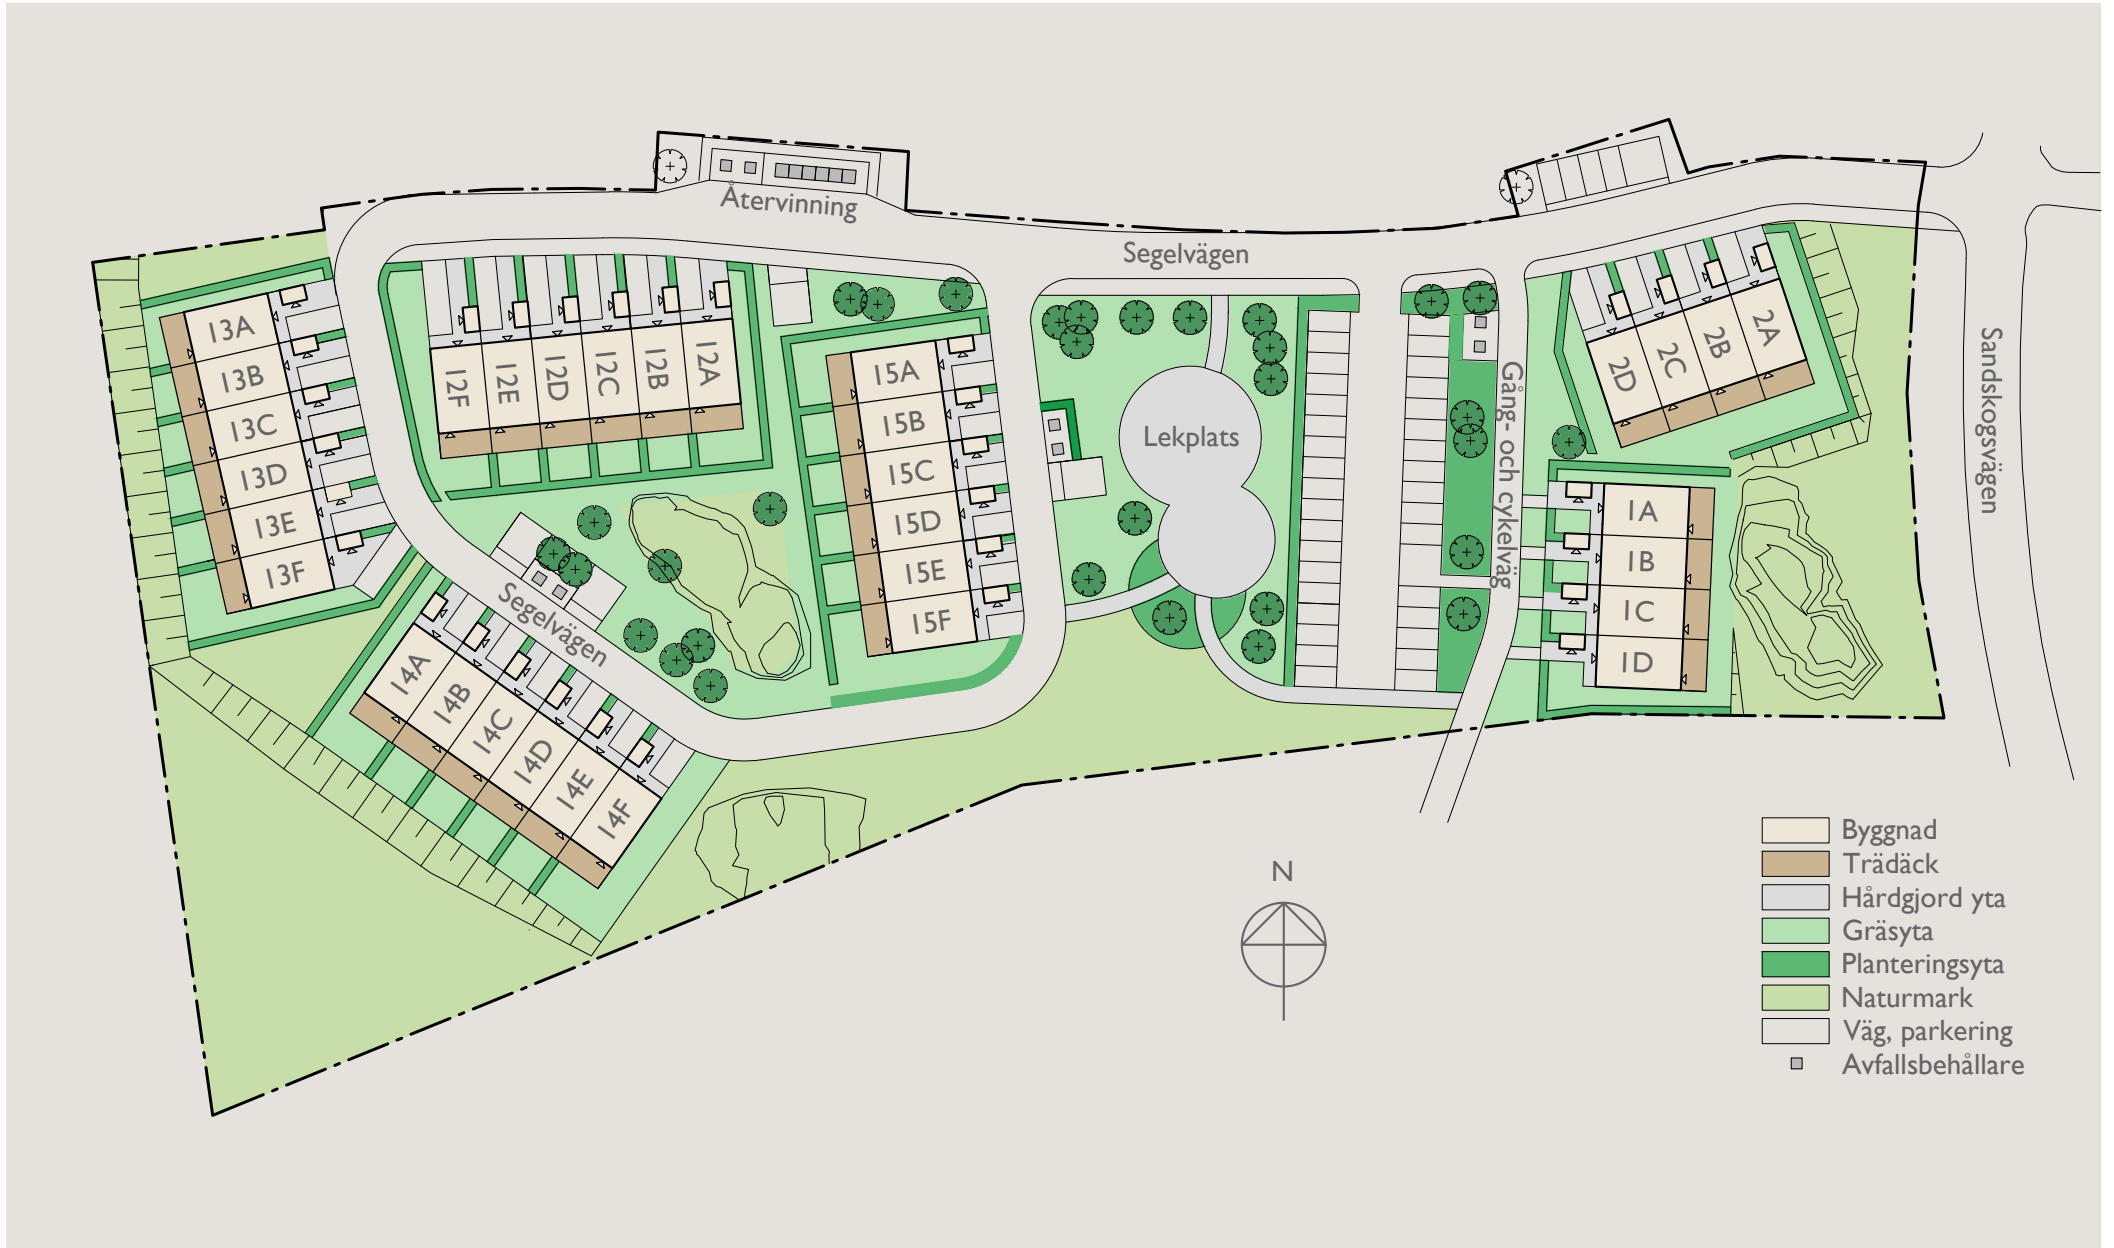 Återvinning
Segelvägen
13A
13B
13C
13D
13E
13F
12F
12E
12D
12C
12B
12A
15A
15B
15C
15D
15E
15F
Lekplats
Gång- och cykelväg
2D
2C
2B
2A
1A
1B
1C
1D
Sandskogsvägen
Segelvägen
14A
14B
14C
14D
14E
14F
N
Byggnad
Trädäck
Hårdgjord yta
Gräsyta
Planteringsyta
Naturmark
Väg, parkering
Avfallsbehållare